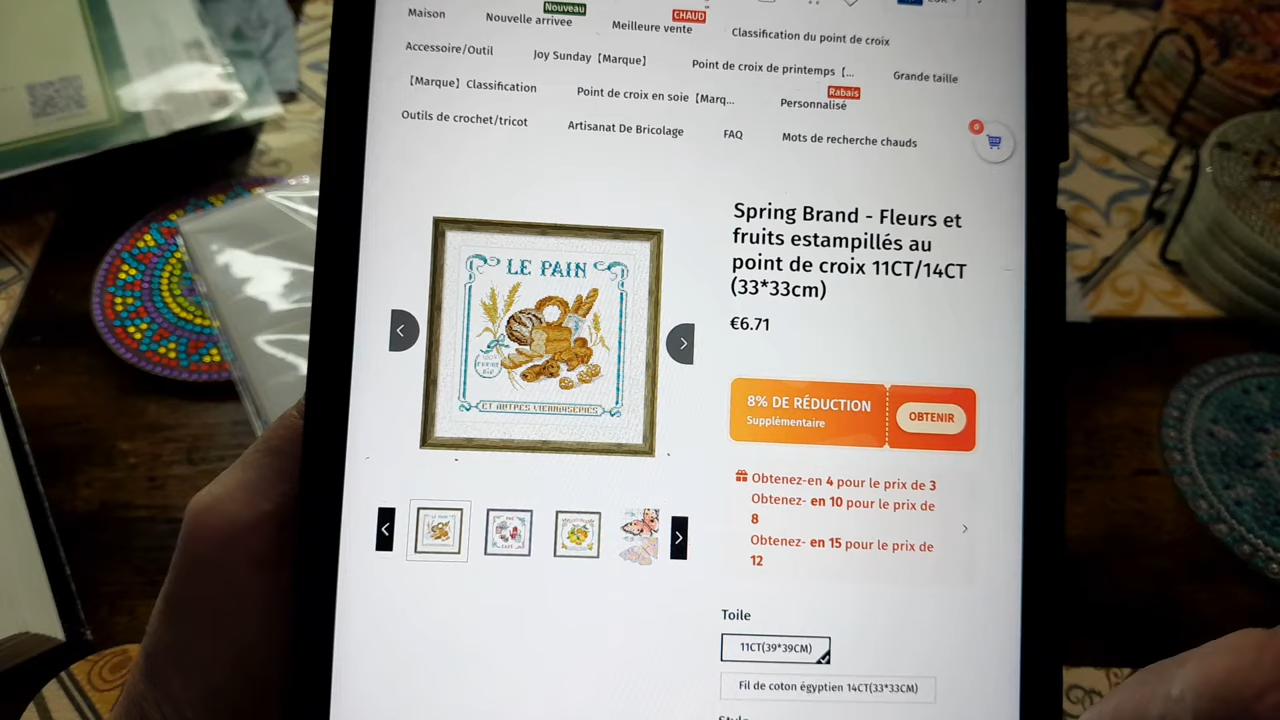 Nouveau
CHAUD
Maison
Nouvelle arrivee
Meilleure vente
Classification du point de croix
Accessoire/Outil
Joy Sunday【Marque】
Point de croix de printemps【...
Grande taille
【Marque】Classification
Point de croix en soie【Marq...
Rabais
Personnalisé
Outils de crochet/tricot
Artisanat De Bricolage
FAQ
Mots de recherche chauds
6
Spring Brand - Fleurs et
fruits estampillés au
point de croix 11CT/14CT
(33*33cm)
€6.71
LE PAIN
ET AUTRES VIENNOISERIES
8% DE RÉDUCTION
Supplémentaire
OBTENIR
Obtenez-en 4 pour le prix de 3
Obtenez- en 10 pour le prix de
8
Obtenez- en 15 pour le prix de
12
Toile
11CT(39*39CM)
Fil de coton égyptien 14CT(33*33CM)